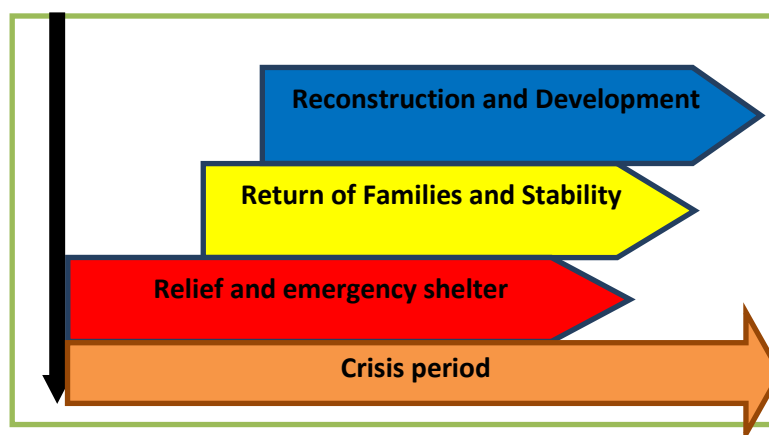 Reconstruction and Development
Return of Families and Stability
Relief and emergency shelter
Crisis period